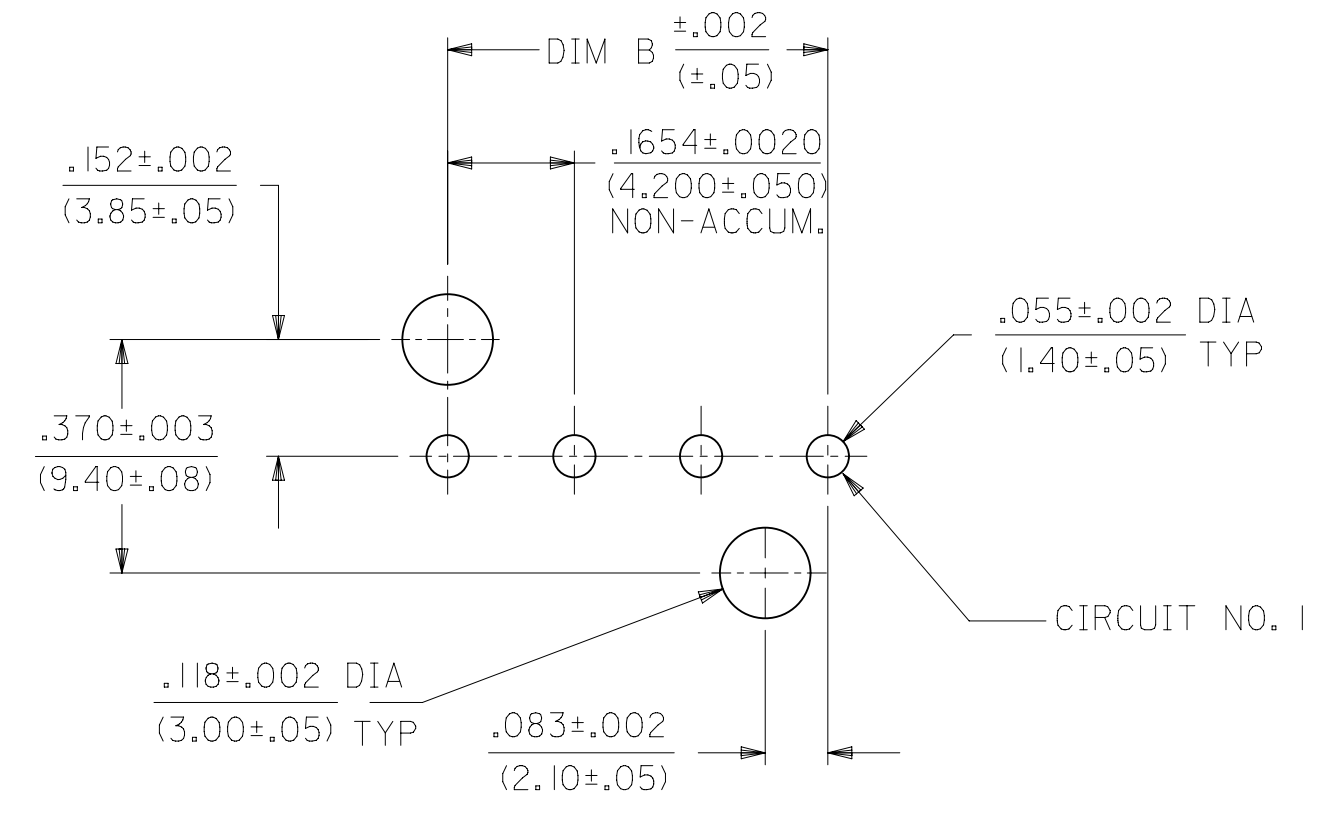 ±.002
DIM B
(±.05)
.1654±.0020
(4.200±.050)
NON-ACCUM.
.152±.002
(3.85±.05)
.055±.002 DIA
(1.40±.05) TYP
.370±.003
(9.40±.08)
CIRCUIT NO. 1
.118±.002 DIA
(3.00±.05) TYP
.083±.002
(2.10±.05)